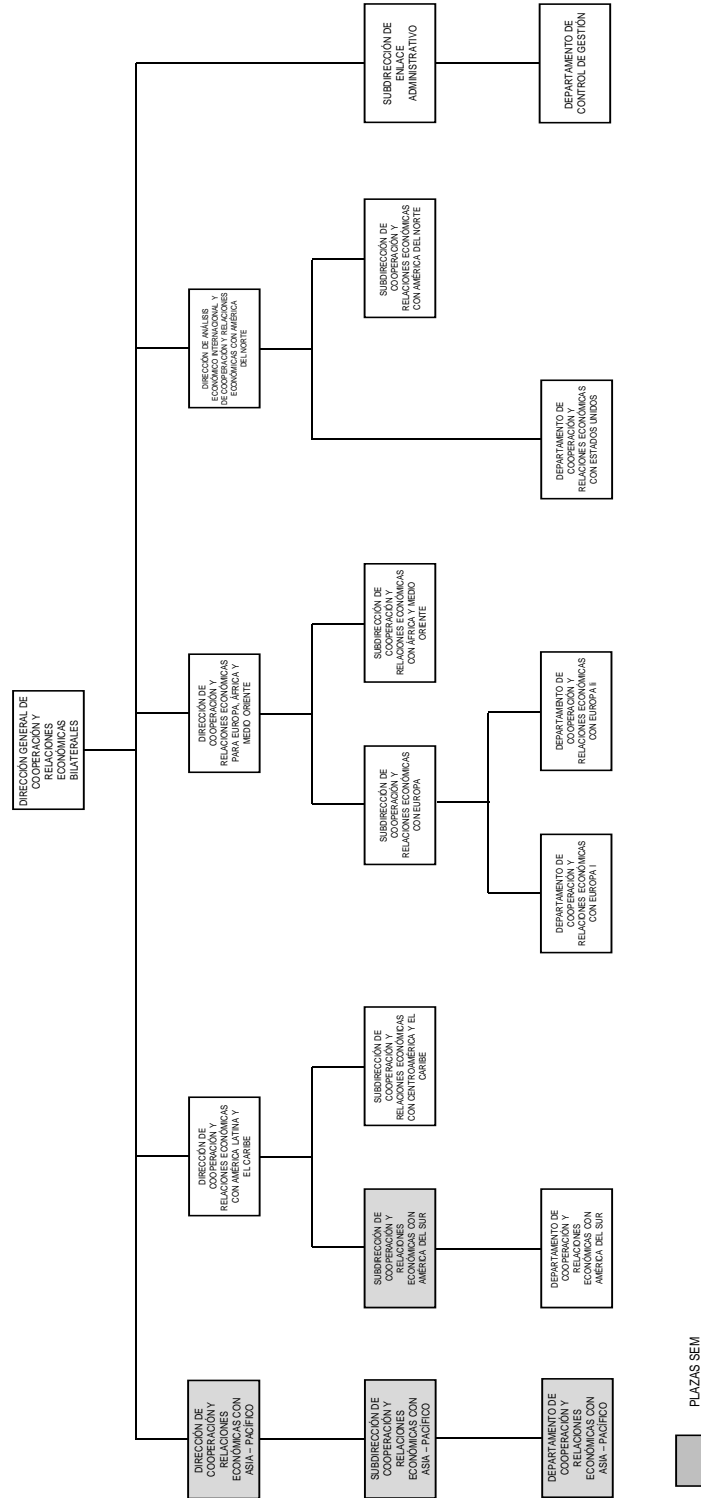 DIRECCIÓN GENERAL DE
COOPERACIÓN Y
RELACIONES
ECONÓMICAS
BILATERALES
DIRECCIÓN DE
COOPERACIÓN Y
RELACIONES
ECONÓMICAS CON
ASIA – PACÍFICO
DIRECCIÓN DE
COOPERACIÓN Y
RELACIONES ECONÓMICAS
CON AMÉRICA LATINA Y
EL CARIBE
DIRECCIÓN DE
COOPERACIÓN Y
RELACIONES ECONÓMICAS
PARA EUROPA, ÁFRICA Y
MEDIO ORIENTE
DIRECCIÓN DE ANÁLISIS
ECONÓMICO INTERNACIONAL Y
DE COOPERACIÓN Y RELACIONES
ECONÓMICAS CON AMÉRICA
DEL NORTE
SUBDIRECCIÓN DE
COOPERACIÓN Y
RELACIONES
ECONÓMICAS CON
ASIA – PACÍFICO
SUBDIRECCIÓN DE
COOPERACIÓN Y
RELACIONES
ECONÓMICAS CON
AMÉRICA DEL SUR
SUBDIRECCIÓN DE
COOPERACIÓN Y
RELACIONES ECONÓMICAS
CON CENTROAMÉRICA Y EL
CARIBE
SUBDIRECCIÓN DE
COOPERACIÓN Y
RELACIONES ECONÓMICAS
CON EUROPA
SUBDIRECCIÓN DE
COOPERACIÓN Y
RELACIONES ECONÓMICAS
CON ÁFRICA Y MEDIO
ORIENTE
SUBDIRECCIÓN DE
COOPERACIÓN Y
RELACIONES ECONÓMICAS
CON AMÉRICA DEL NORTE
SUBDIRECCIÓN DE
ENLACE
ADMINISTRATIVO
DEPARTAMENTO DE
COOPERACIÓN Y
RELACIONES
ECONÓMICAS CON
ASIA – PACÍFICO
DEPARTAMENTO DE
COOPERACIÓN Y
RELACIONES
ECONÓMICAS CON
AMÉRICA DEL SUR
DEPARTAMENTO DE
COOPERACIÓN Y
RELACIONES ECONÓMICAS
CON EUROPA I
DEPARTAMENTO DE
COOPERACIÓN Y
RELACIONES ECONÓMICAS
CON EUROPA Ii
DEPARTAMENTO DE
COOPERACIÓN Y
RELACIONES ECONÓMICAS
CON ESTADOS UNIDOS
DEPARTAMENTO DE
CONTROL DE GESTIÓN
PLAZAS SEM